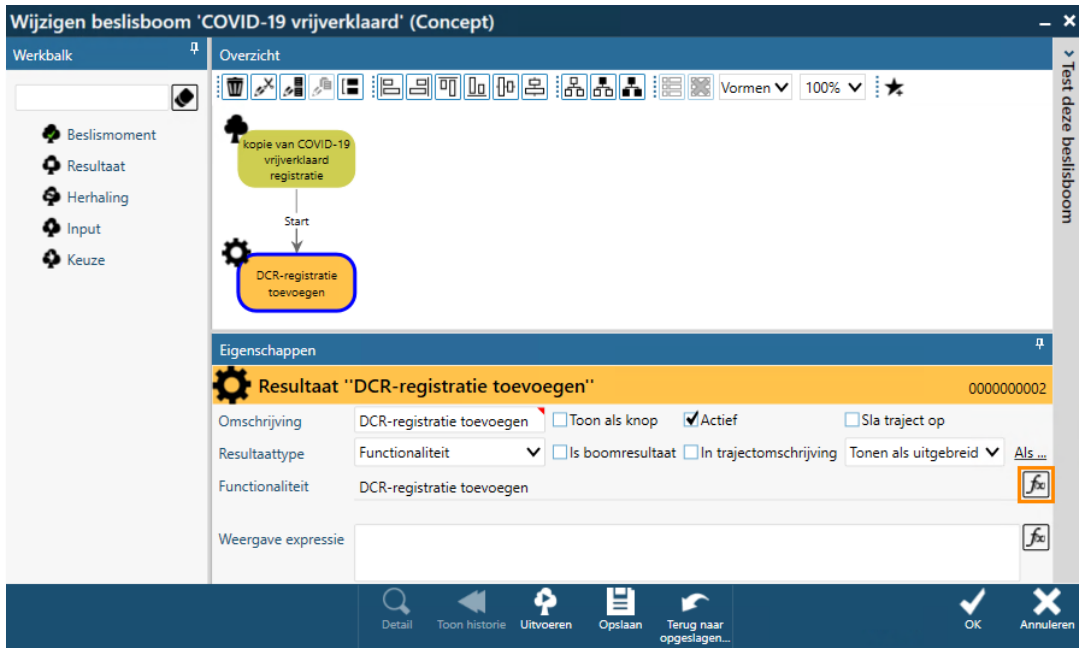 Wijzigen beslisboom 'COVID-19 vrijverklaard' (Concept)
Werkbalk
Beslismoment
Resultaat
Herhaling
Input
Keuze
Overzicht
Vormen
100%
kopie van COVID-19
vrijverklaard
registratie
Start
DCR-registratie
toevoegen
Test deze beslisboom
Eigenschappen
Resultaat ''DCR-registratie toevoegen''
0000000002
Omschrijving DCR-registratie toevoegen Toon als knop Actief Sla traject op
Resultaattype Functionaliteit Is boomresultaat In trajectomschrijving Tonen als uitgebreid Als ...
Functionaliteit DCR-registratie toevoegen fx
Weergave expressie fx
Detail Toon historie Uitvoeren Opslaan Terug naar
opgeslagen...
OK Annuleren